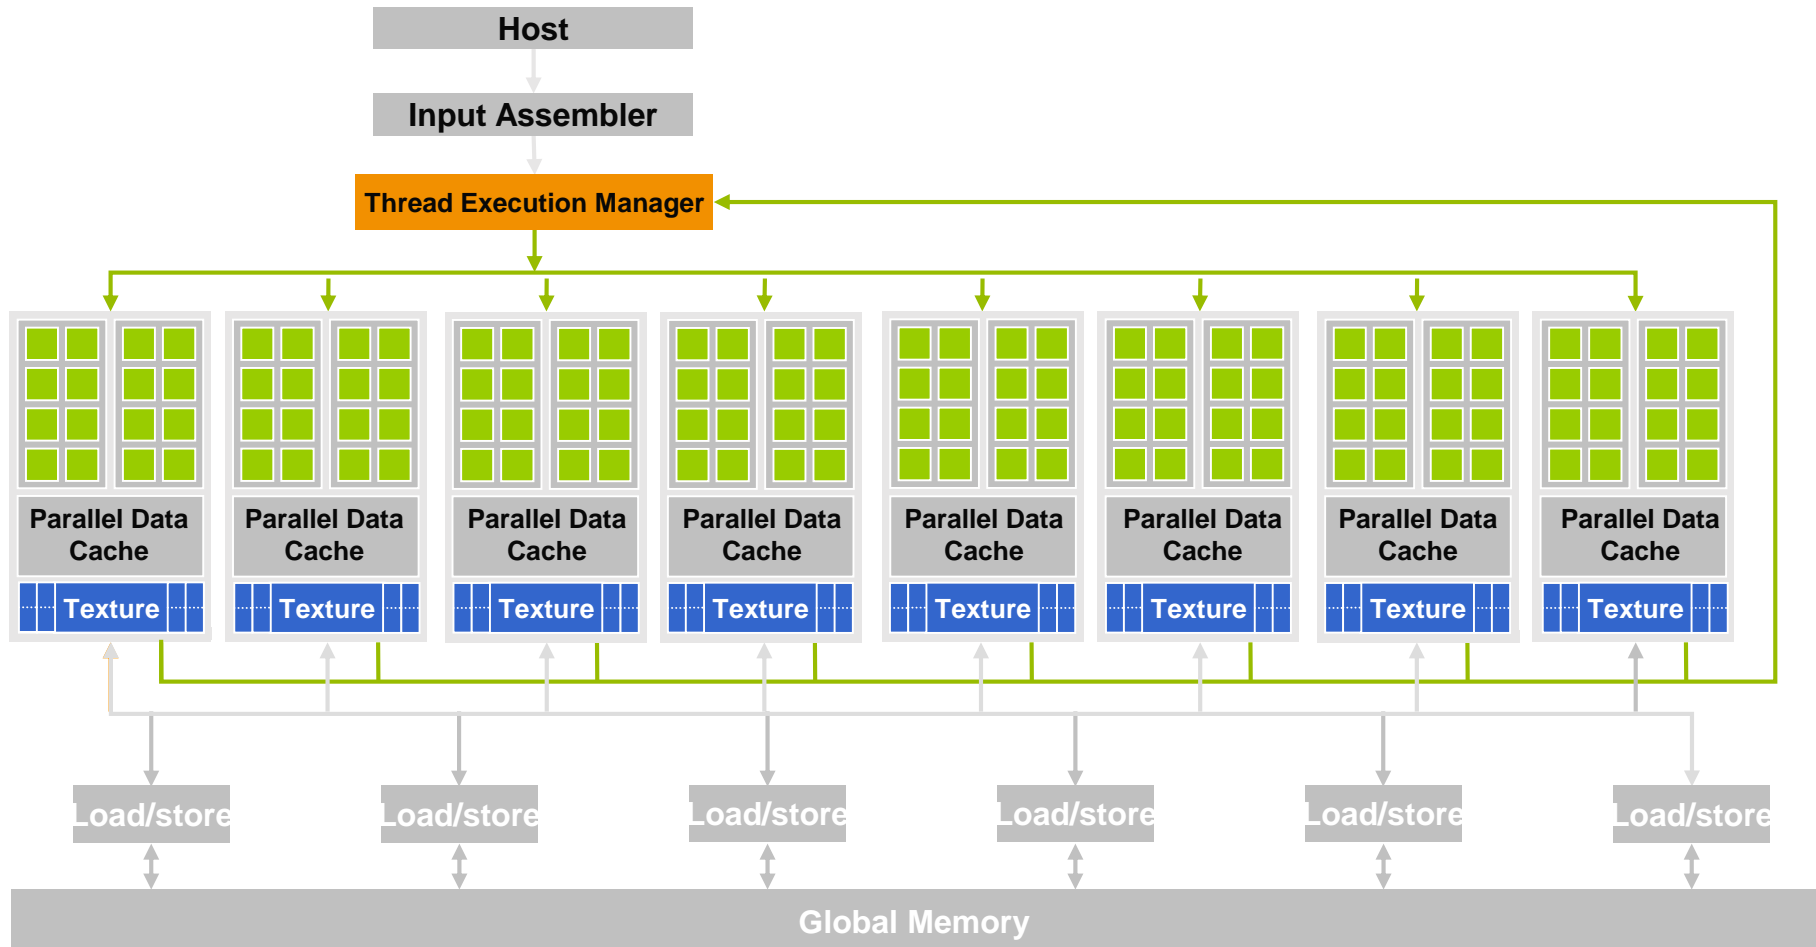 Host
Input Assembler
Thread Execution Manager
Parallel Data
Cache
Parallel Data
Cache
Parallel Data
Cache
Parallel Data
Cache
Parallel Data
Cache
Parallel Data
Cache
Parallel Data
Cache
Parallel Data
Cache
Texture
Texture
Texture
Texture
Texture
Texture
Texture
Texture
Load/store
Load/store
Load/store
Load/store
Load/store
Load/store
Global Memory